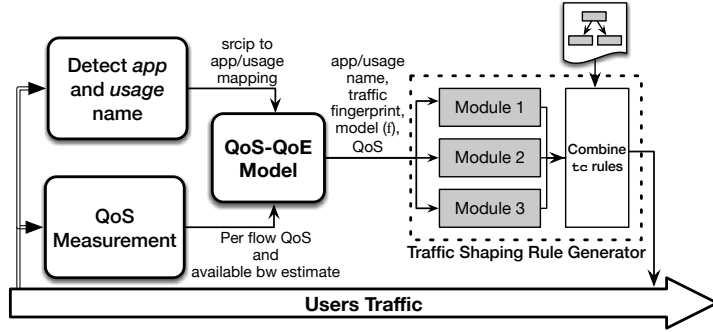 Detect app
and usage
name
srcip to
app/usage
mapping
QoS-QoE
Model
QoS
Measurement
Per flow QoS
and
available bw estimate
app/usage
name,
traffic
fingerprint,
model (f),
QoS
Module 1
Module 2
Module 3
Combine
tc rules
Traffic Shaping Rule Generator
Users Traffic